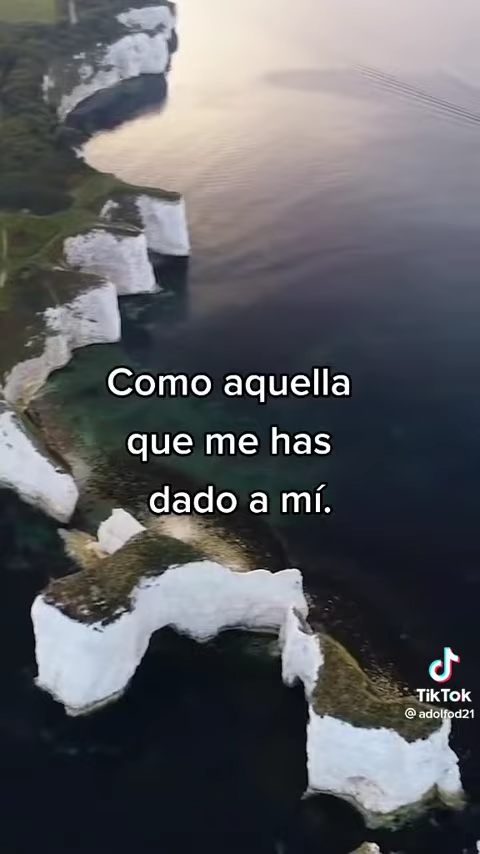 Como aquella
que me has
dado a mí.
TikTok
@adolfod21